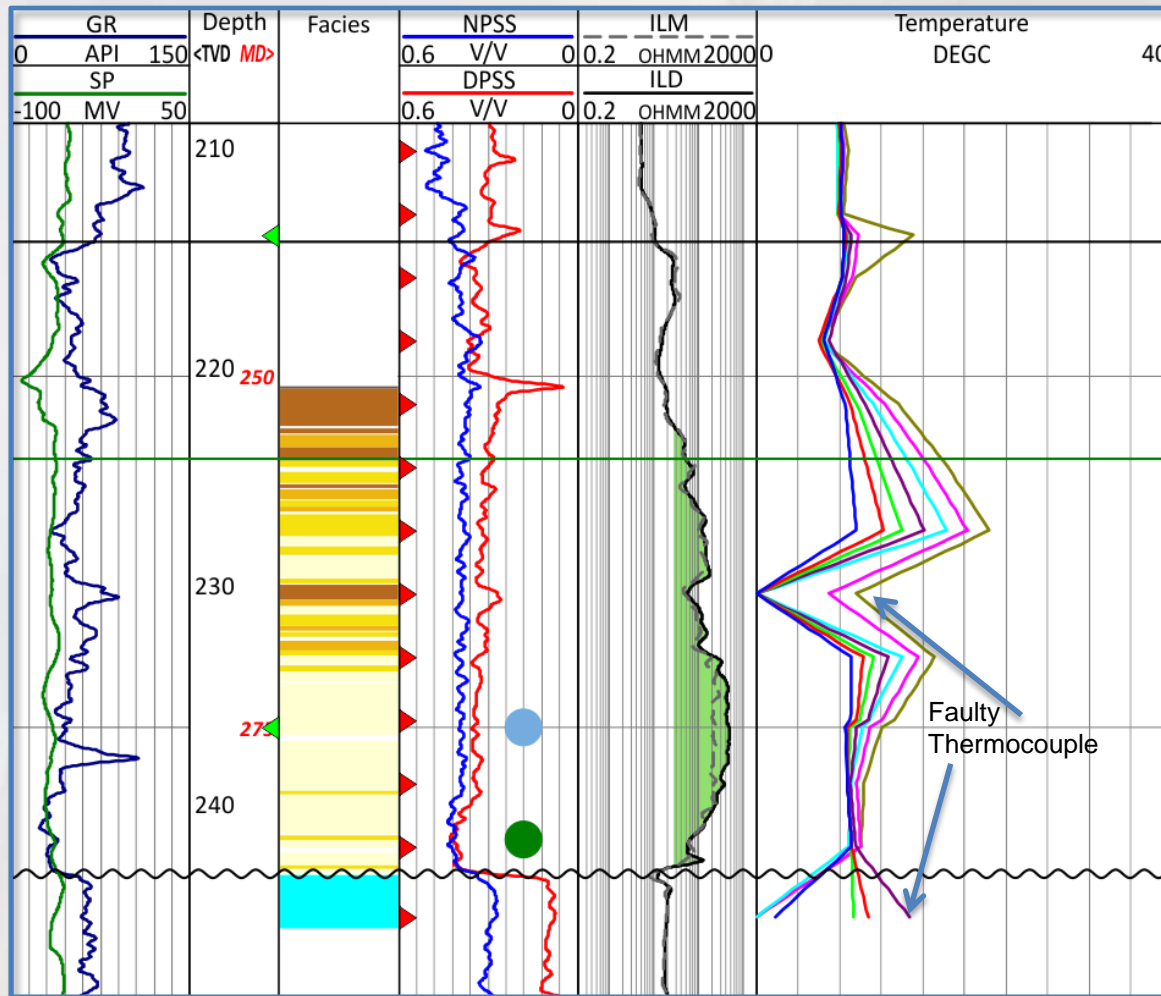 GR Depth Facies NPSS ILM Temperature
0 API 150 <TVD MD> 0.6 V/V 0 0.2 OHMM 2000 0 DEGC 40
SP DPSS ILD
-100 MV 50 0.6 V/V 0 0.2 OHMM 2000
210
220 250
230
Faulty
275
Thermocouple
240